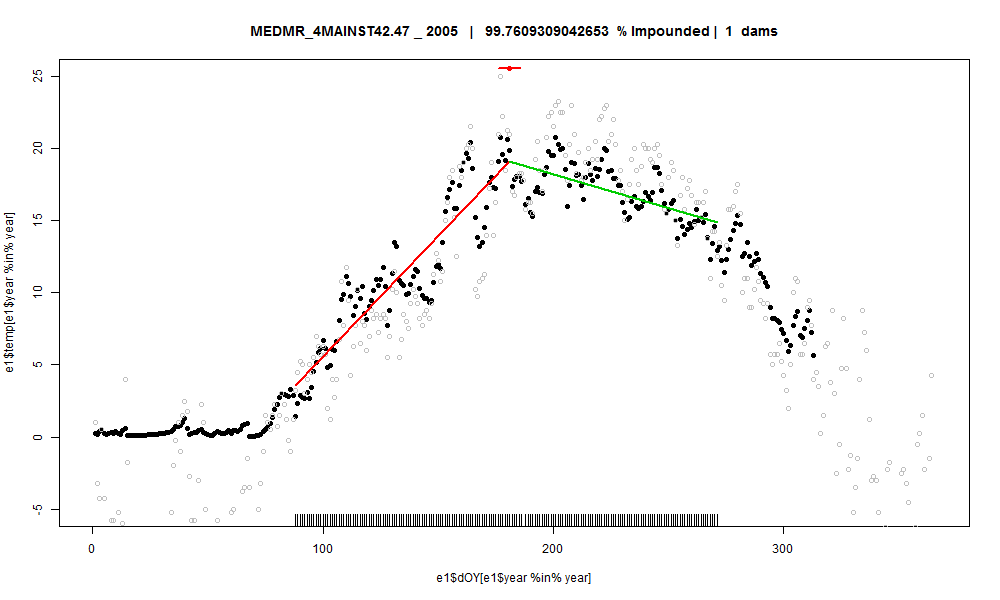 MEDMR_4MAINST42.47 _ 2005 | 99.7609309042653 % Impounded | 1 dams
e1$temp[e1$year %in% year]
25
20
15
10
5
0
-5
0 100 200 300
e1$dOY[e1$year %in% year]